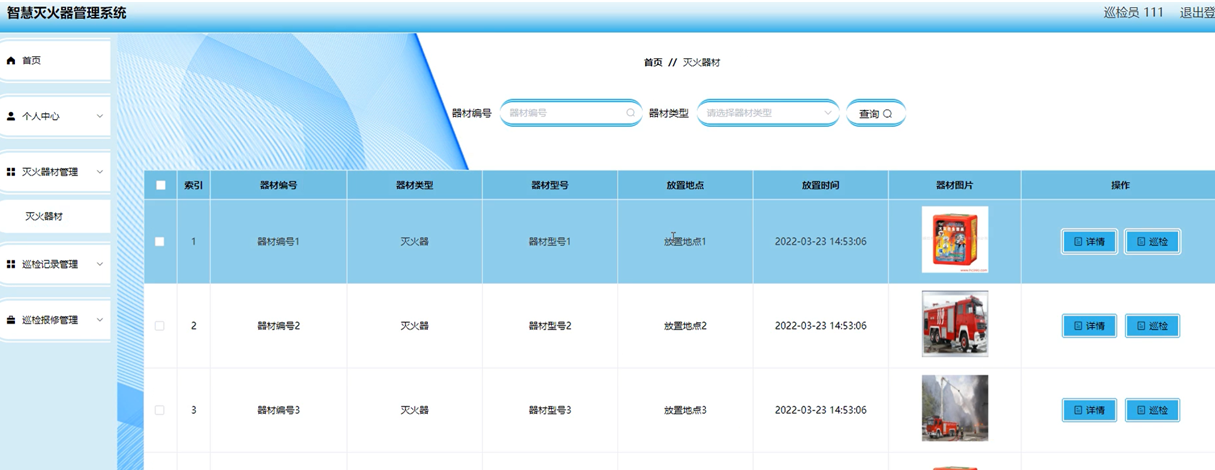 智慧灭火器管理系统
巡检员 111 退出登
首页
个人中心
灭火器材管理
灭火器材
巡检记录管理
巡检报修管理
首页 // 灭火器材
器材编号 器材编号 器材类型 请选择器材类型 查询
索引 器材编号 器材类型 器材型号 放置地点 放置时间 器材图片 操作
1 器材编号1 灭火器 器材型号1 放置地点1 2022-03-23 14:53:06 详情 巡检
2 器材编号2 灭火器 器材型号2 放置地点2 2022-03-23 14:53:06 详情 巡检
3 器材编号3 灭火器 器材型号3 放置地点3 2022-03-23 14:53:06 详情 巡检